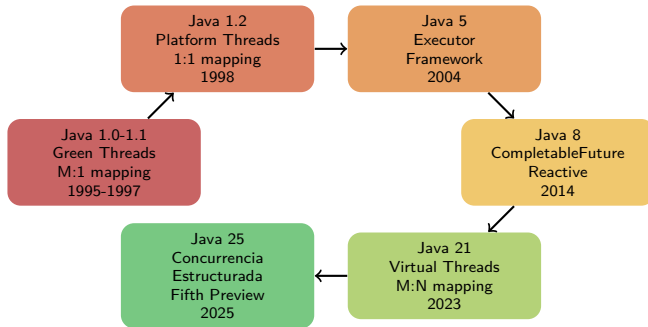 Java 1.0-1.1
Green Threads
M:1 mapping
1995-1997
Java 1.2
Platform Threads
1:1 mapping
1998
Java 5
Executor
Framework
2004
Java 8
CompletableFuture
Reactive
2014
Java 21
Virtual Threads
M:N mapping
2023
Java 25
Concurrencia
Estructurada
Fifth Preview
2025